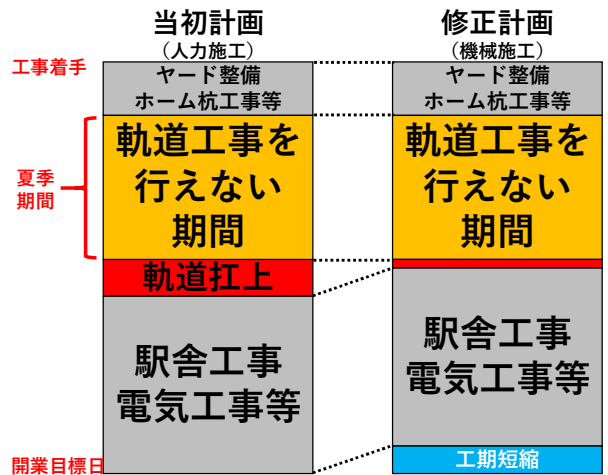 当初計画
（人力施工）
工事着手
ヤード整備
ホーム杭工事等
夏季
期間
軌道工事を
行えない
期間
軌道扛上
駅舎工事
電気工事等
開業目標日
修正計画
（機械施工）
ヤード整備
ホーム杭工事等
軌道工事を
行えない
期間
駅舎工事
電気工事等
工期短縮